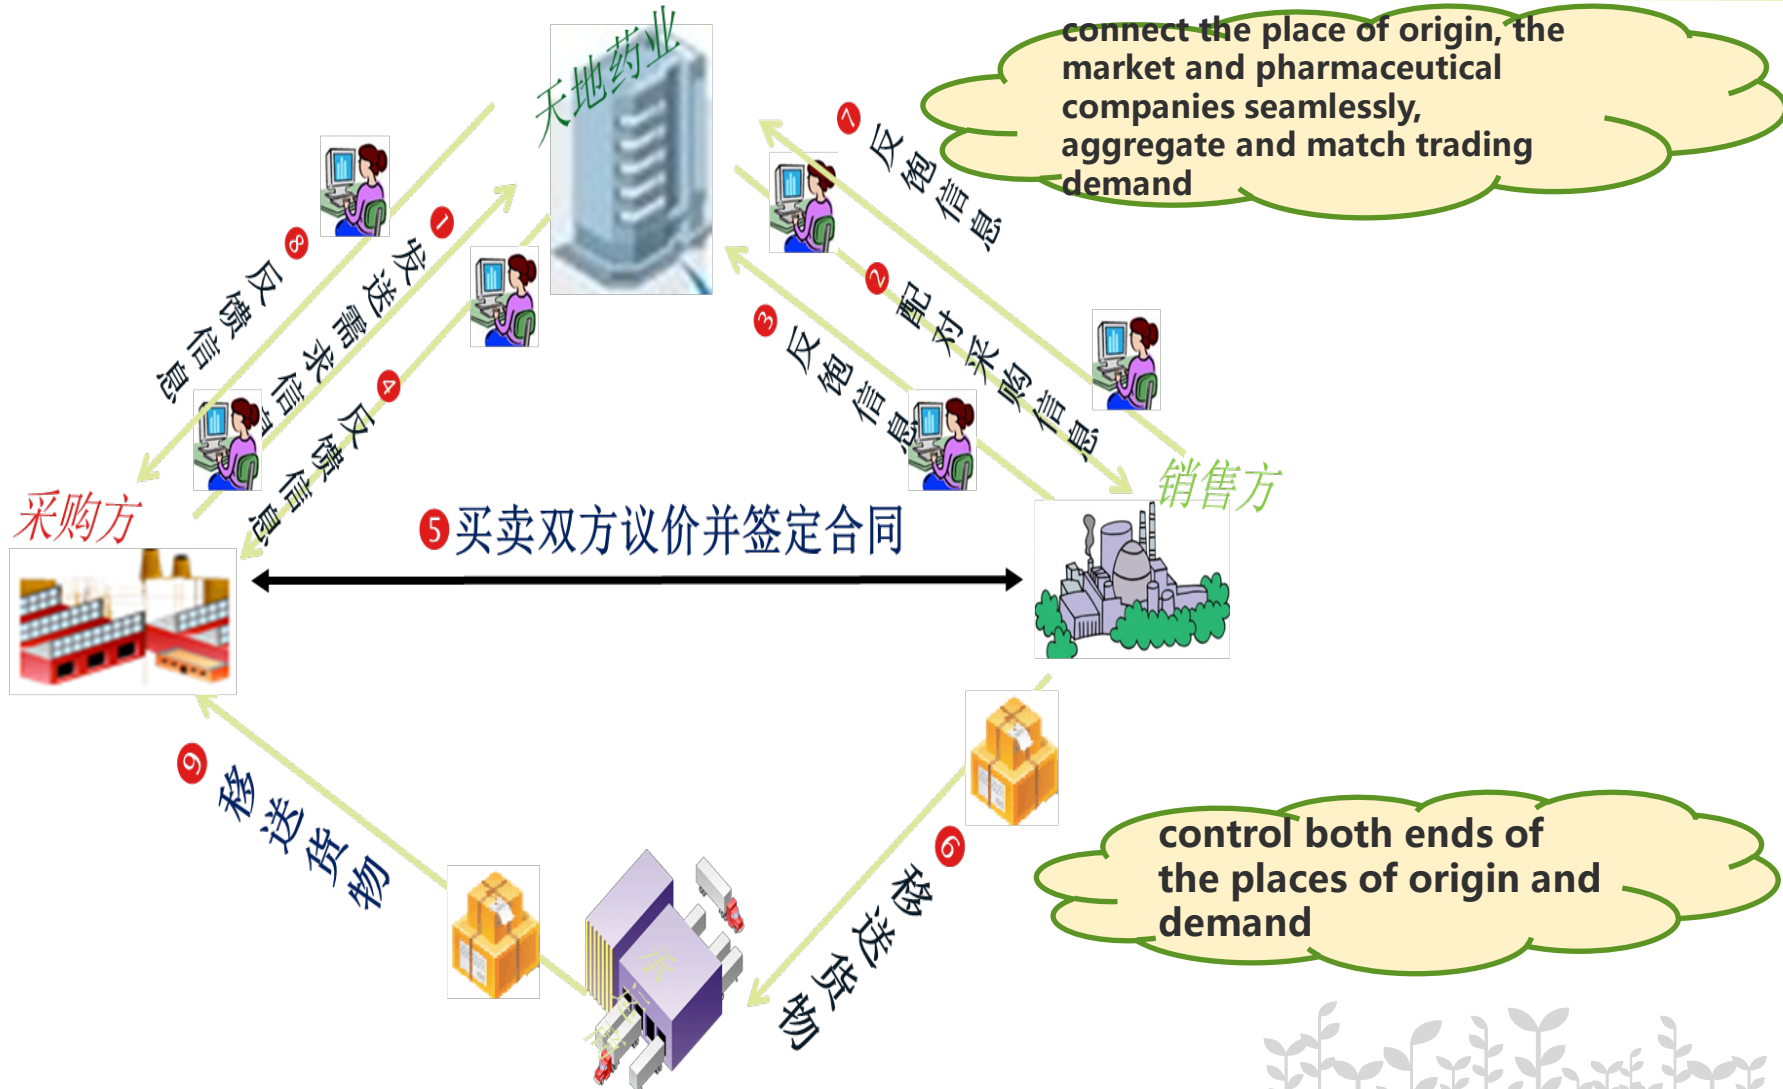 天地药业
connect the place of origin, the
market and pharmaceutical
companies seamlessly,
aggregate and match trading
demand
7 反饱信息
8 反馈信息
1 发送需求信息
2 配对采购信息
3 反饱信息
4 反馈信息
采购方
销售方
5 买卖双方议价并签定合同
9 移送货物
6 移送货物
control both ends of
the places of origin and
demand
承